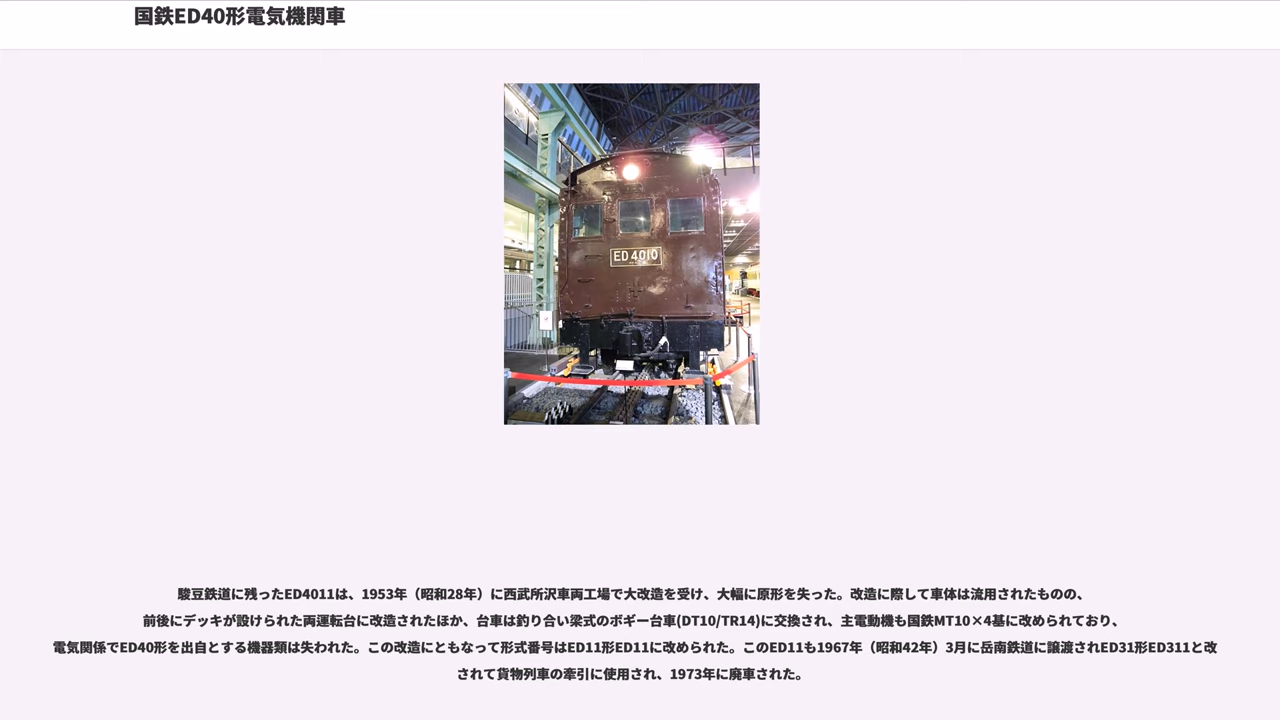 国鉄ED40形電気機関車
ED4010
駿豆鉄道に残ったED4011は、1953年（昭和28年）に西武所沢車両工場で大改造を受け、大幅に原形を失った。改造に際して車体は流用されたものの、
前後にデッキが設けられた両運転台に改造されたほか、台車は釣り合い梁式のボギー台車(DT10/TR14)に交換され、主電動機も国鉄MT10×4基に改められており、
電気関係でED40形を出自とする機器類は失われた。この改造にともなって形式番号はED11形ED11に改められた。このED11も1967年（昭和42年）3月に岳南鉄道に譲渡されED31形ED311と改
されて貨物列車の牽引に使用され、1973年に廃車された。